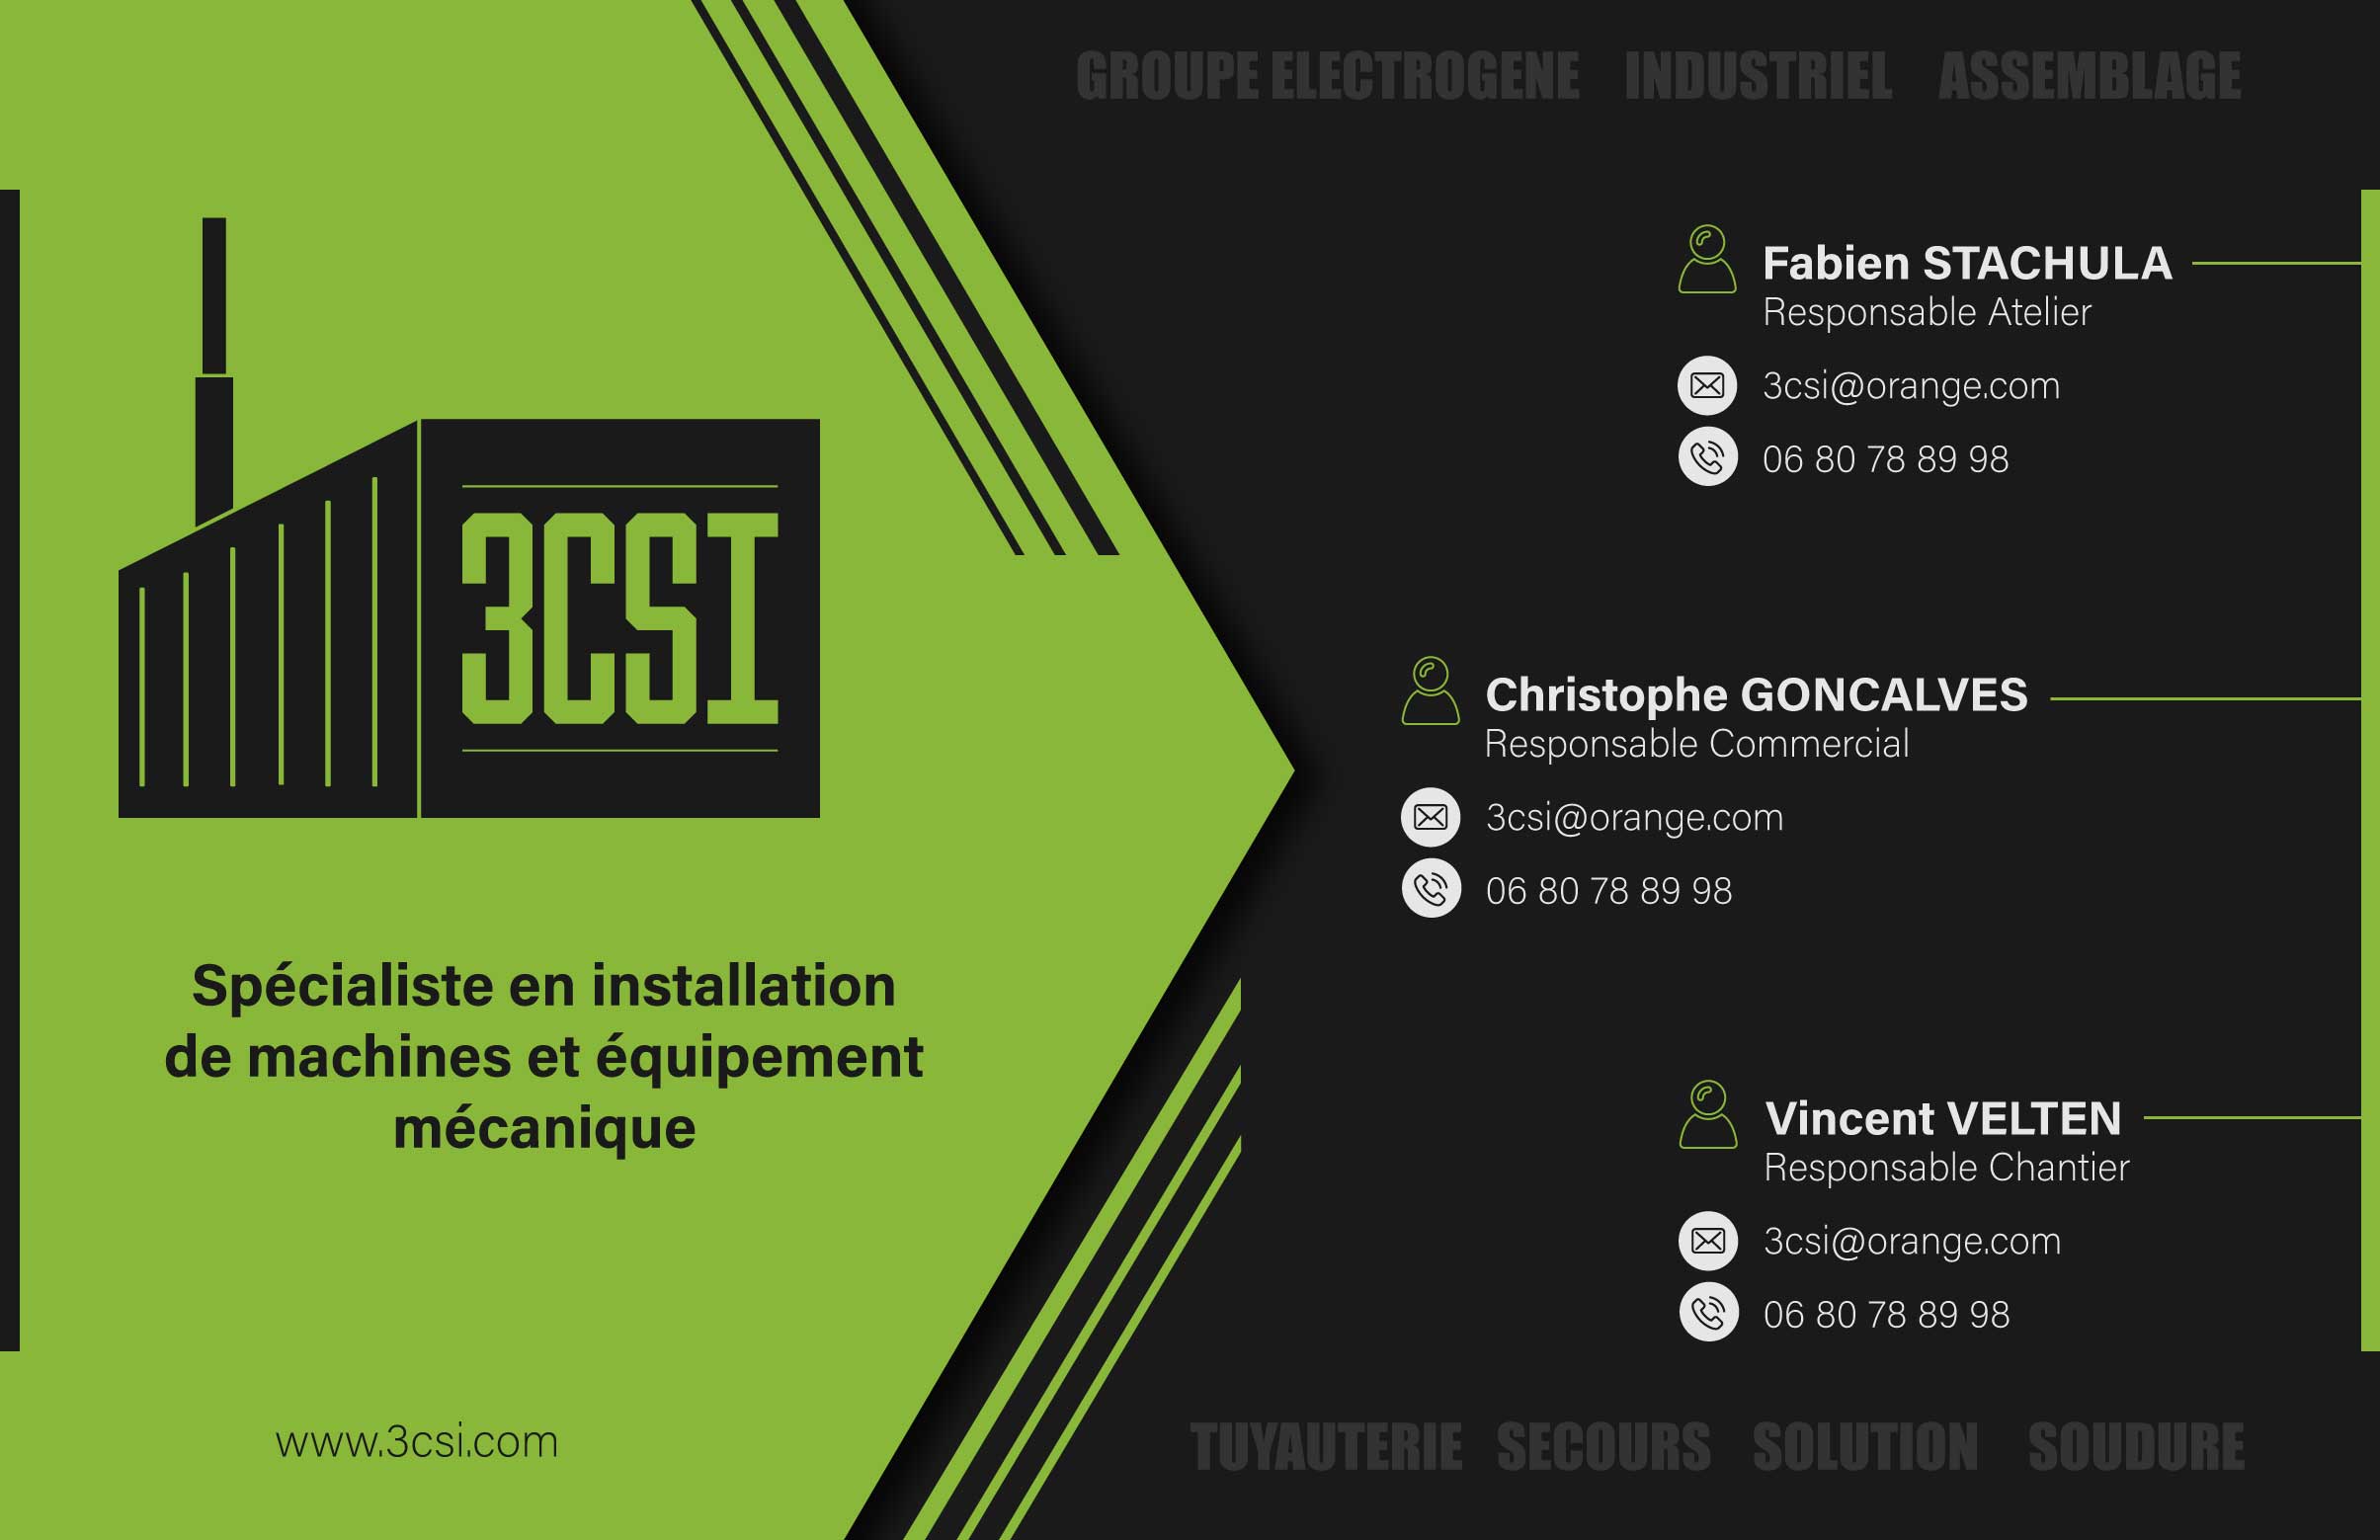 GROUPE ELECTROGENE INDUSTRIEL ASSEMBLAGE
3CSI
Spécialiste en installation
de machines et équipement
mécanique
www.3csi.com
Fabien STACHULA
Responsable Atelier
3csi@orange.com
06 80 78 89 98
Christophe GONCALVES
Responsable Commercial
3csi@orange.com
06 80 78 89 98
Vincent VELTEN
Responsable Chantier
3csi@orange.com
06 80 78 89 98
TUYAUTERIE SECOURS SOLUTION SOUDURE